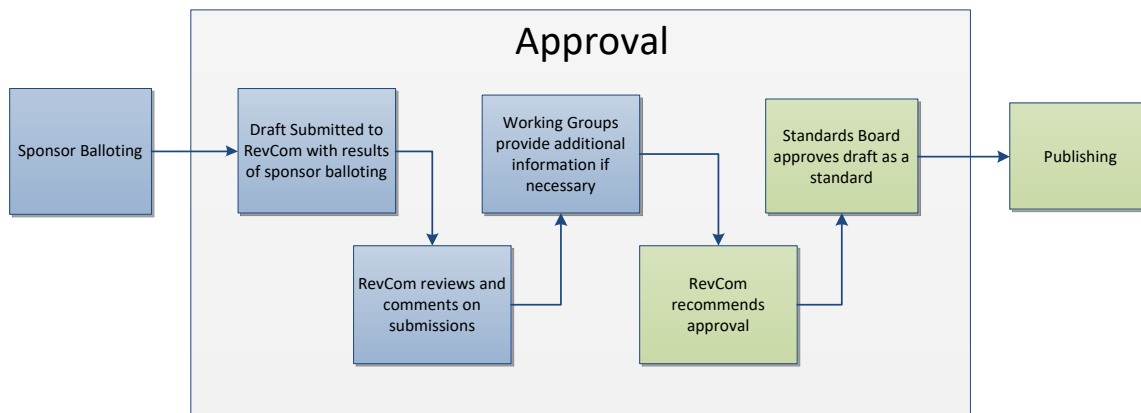 Approval
Sponsor Balloting
Draft Submitted to
RevCom with results
of sponsor balloting
RevCom reviews and
comments on
submissions
Working Groups
provide additional
information if
necessary
RevCom
recommends
approval
Standards Board
approves draft as a
standard
Publishing